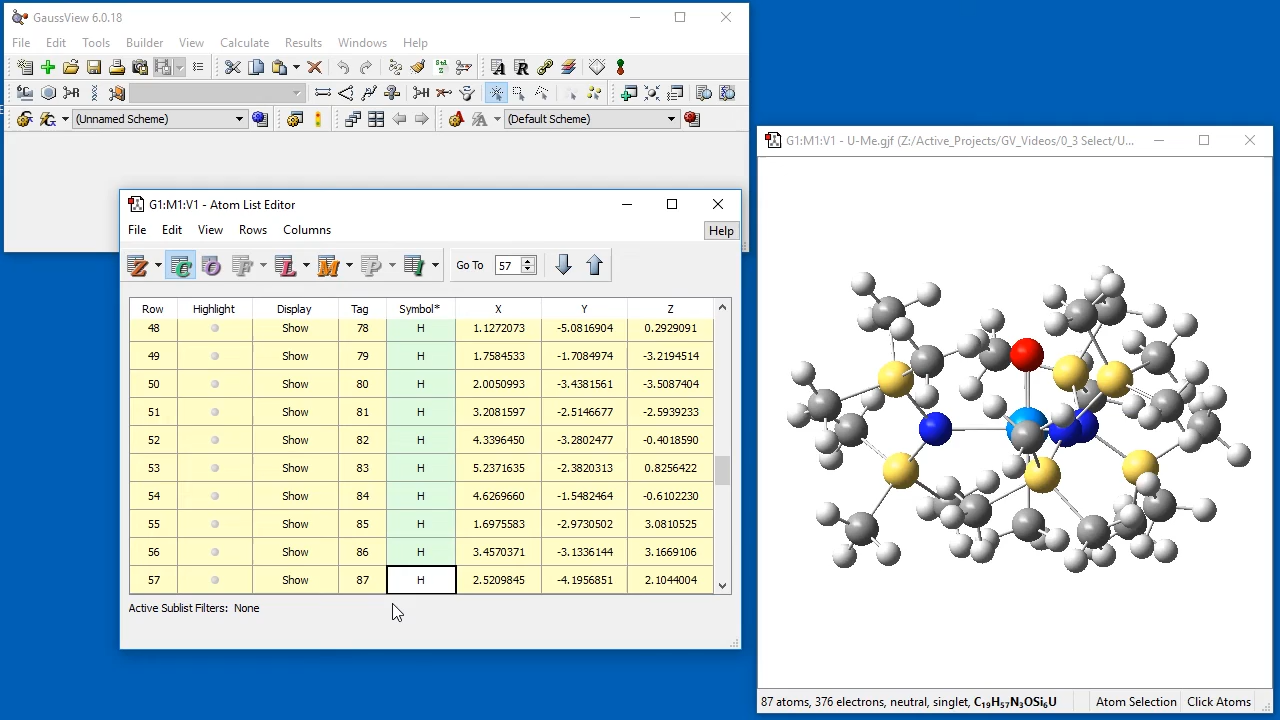 GaussView 6.0.18
File Edit Tools Builder View Calculate Results Windows Help
(Unnamed Scheme) (Default Scheme)
G1:M1:V1 - U-Me.gjf (Z:/Active_Projects/GV_Videos/0_3 Select/U...
G1:M1:V1 - Atom List Editor
File Edit View Rows Columns Help
Z C O F L M P I Go To 57
Row Highlight Display Tag Symbol* X Y Z
48 Show 78 H 1.1272073 -5.0816904 0.2929091
49 Show 79 H 1.7584533 -1.7084974 -3.2194514
50 Show 80 H 2.0050993 -3.4381561 -3.5087404
51 Show 81 H 3.2081597 -2.5146677 -2.5939233
52 Show 82 H 4.3396450 -3.2802477 -0.4018590
53 Show 83 H 5.2371635 -2.3820313 0.8256422
54 Show 84 H 4.6269660 -1.5482464 -0.6102230
55 Show 85 H 1.6975583 -2.9730502 3.0810525
56 Show 86 H 3.4570371 -3.1336144 3.1669106
57 Show 87 H 2.5209845 -4.1956851 2.1044004
Active Sublist Filters: None
87 atoms, 376 electrons, neutral, singlet, C₁₉H₅₇N₃OSi₆U Atom Selection Click Atoms